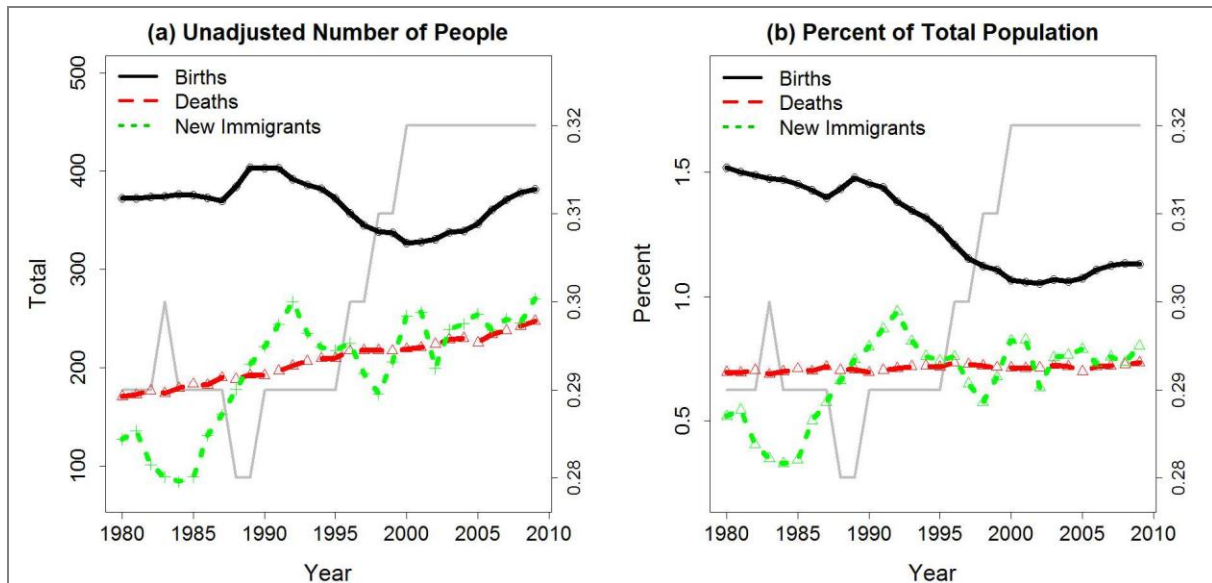 (a) Unadjusted Number of People
500
400
300
200
100
Total
Births
Deaths
New Immigrants
0.32
0.31
0.30
0.29
0.28
1980 1985 1990 1995 2000 2005 2010
Year
(b) Percent of Total Population
1.5
1.0
0.5
Percent
Births
Deaths
New Immigrants
0.32
0.31
0.30
0.29
0.28
1980 1985 1990 1995 2000 2005 2010
Year